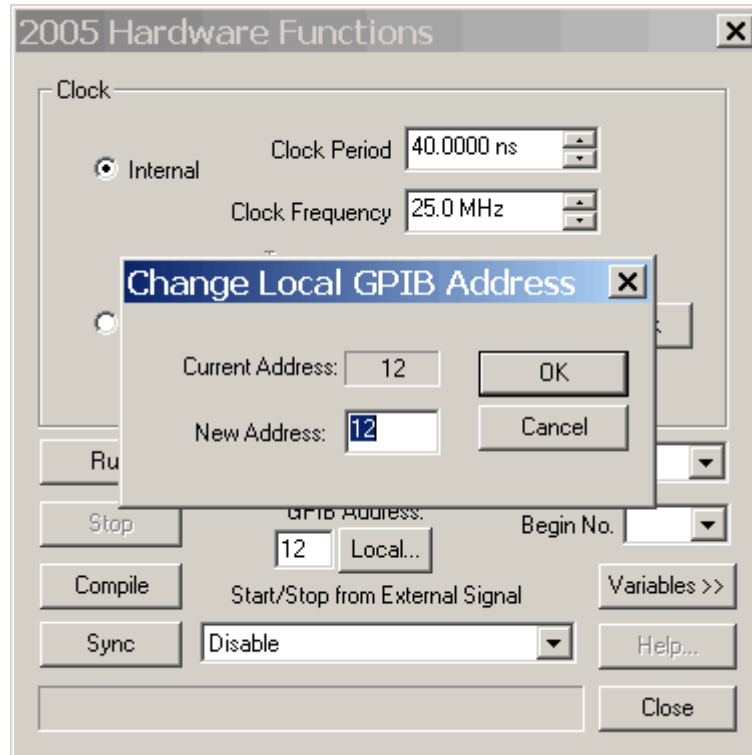 2005 Hardware Functions
Clock
Internal
Clock Period
40.0000 ns
Clock Frequency
25.0 MHz
Change Local GPIB Address
Current Address:
12
OK
New Address:
12
Cancel
Stop
GPIB Address:
12
Local...
Begin No.
Compile
Start/Stop from External Signal
Variables >>
Sync
Disable
Help...
Close